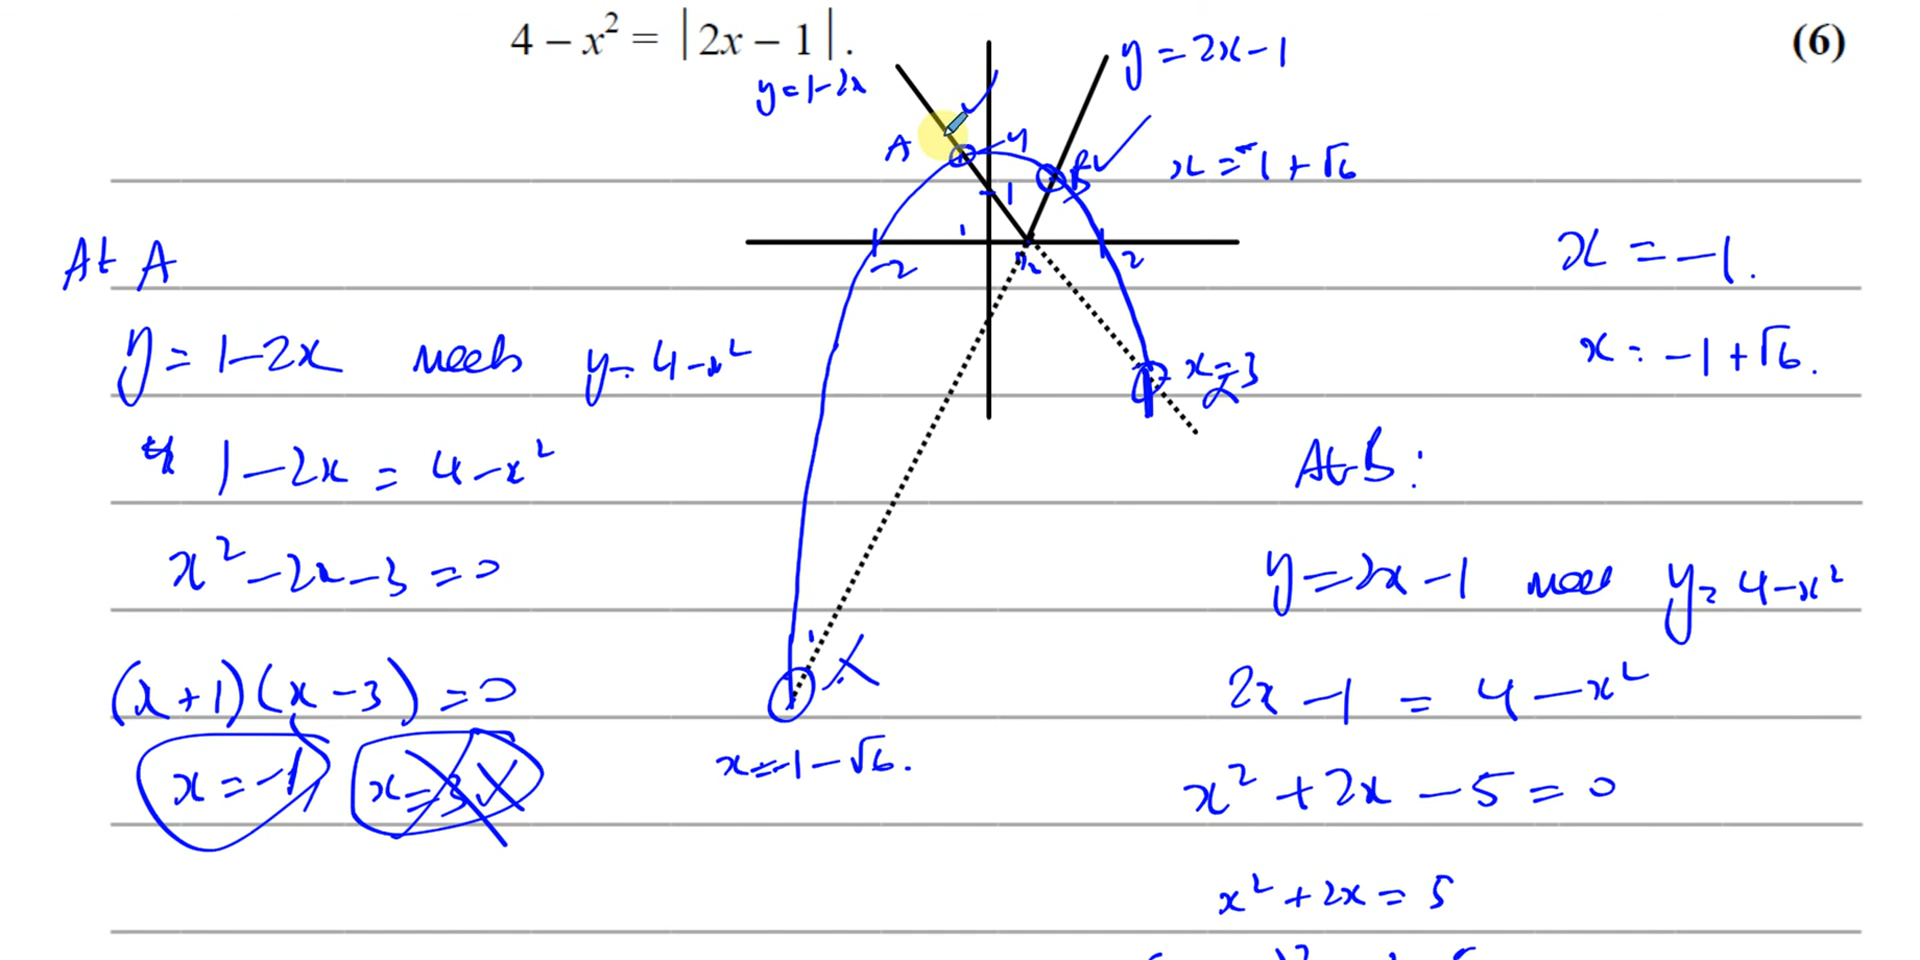 4 − x² = |2x − 1|.
(6)
y = 1-2x
y = 2x-1
A
4
B
x = -1 + √6
1
-2
½
2
x = -1.
x = -1 + √6.
x = 3
x = -1 - √6.
At A
y = 1-2x meets y = 4-x²
1-2x = 4-x²
x² - 2x - 3 = 0
(x+1)(x-3) = 0
x = -1 x = 3
At B:
y = 2x-1 meets y = 4-x²
2x - 1 = 4 - x²
x² + 2x - 5 = 0
x² + 2x = 5